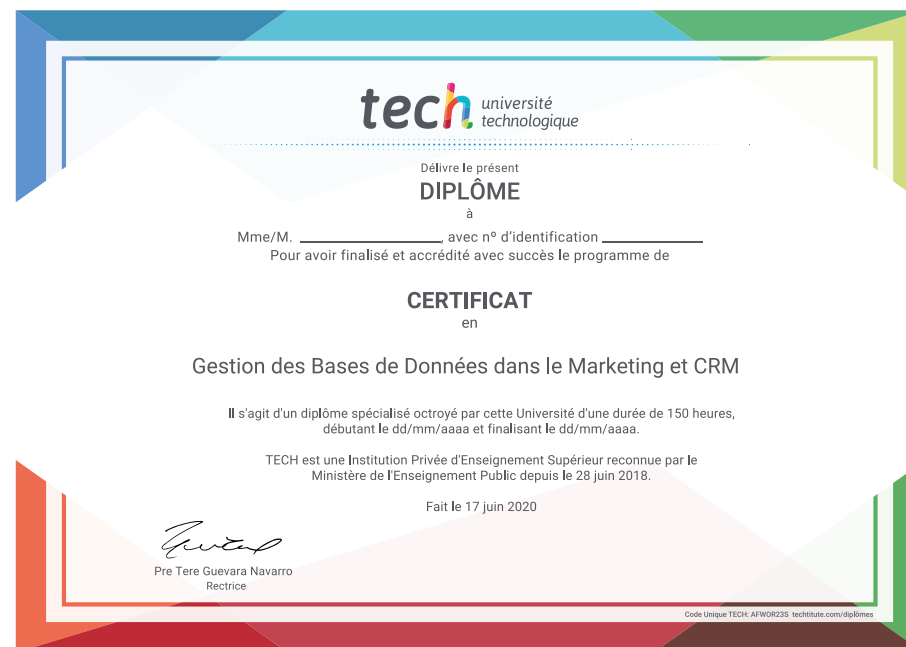 tech université
technologique
Délivre le présent
DIPLÔME
à
Mme/M. ____________________, avec nº d'identification ______________
Pour avoir finalisé et accrédité avec succès le programme de
CERTIFICAT
en
Gestion des Bases de Données dans le Marketing et CRM
Il s'agit d'un diplôme spécialisé octroyé par cette Université d'une durée de 150 heures,
débutant le dd/mm/aaaa et finalisant le dd/mm/aaaa.
TECH est une Institution Privée d'Enseignement Supérieur reconnue par le
Ministère de l'Enseignement Public depuis le 28 juin 2018.
Fait le 17 juin 2020
Pre Tere Guevara Navarro
Rectrice
Code Unique TECH: AFWOR23S techtitute.com/diplômes